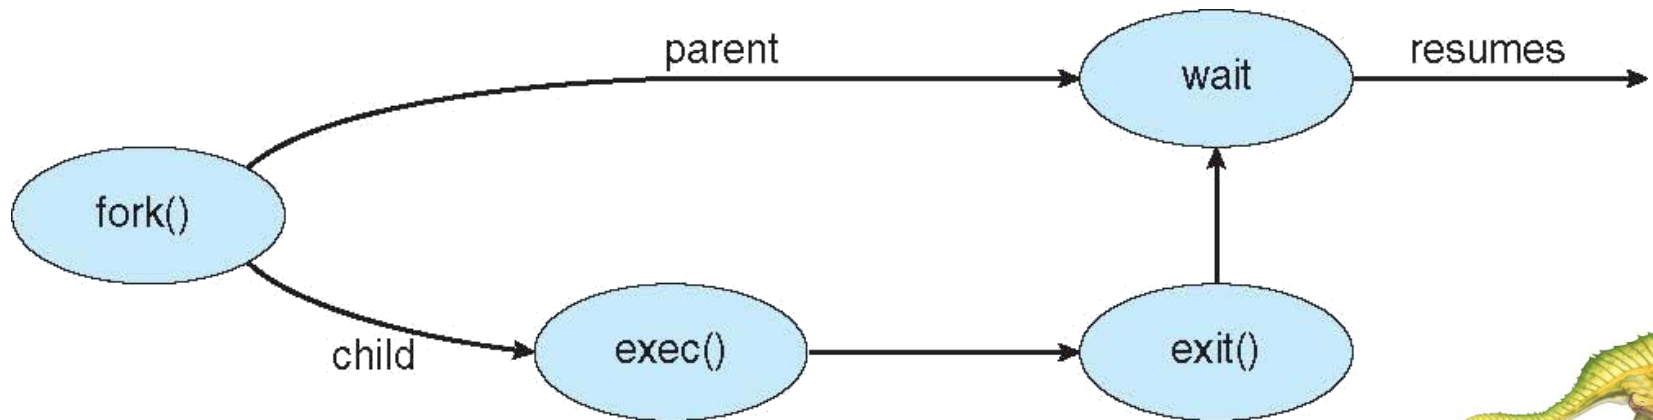 parent
wait
resumes
fork()
child
exec()
exit()